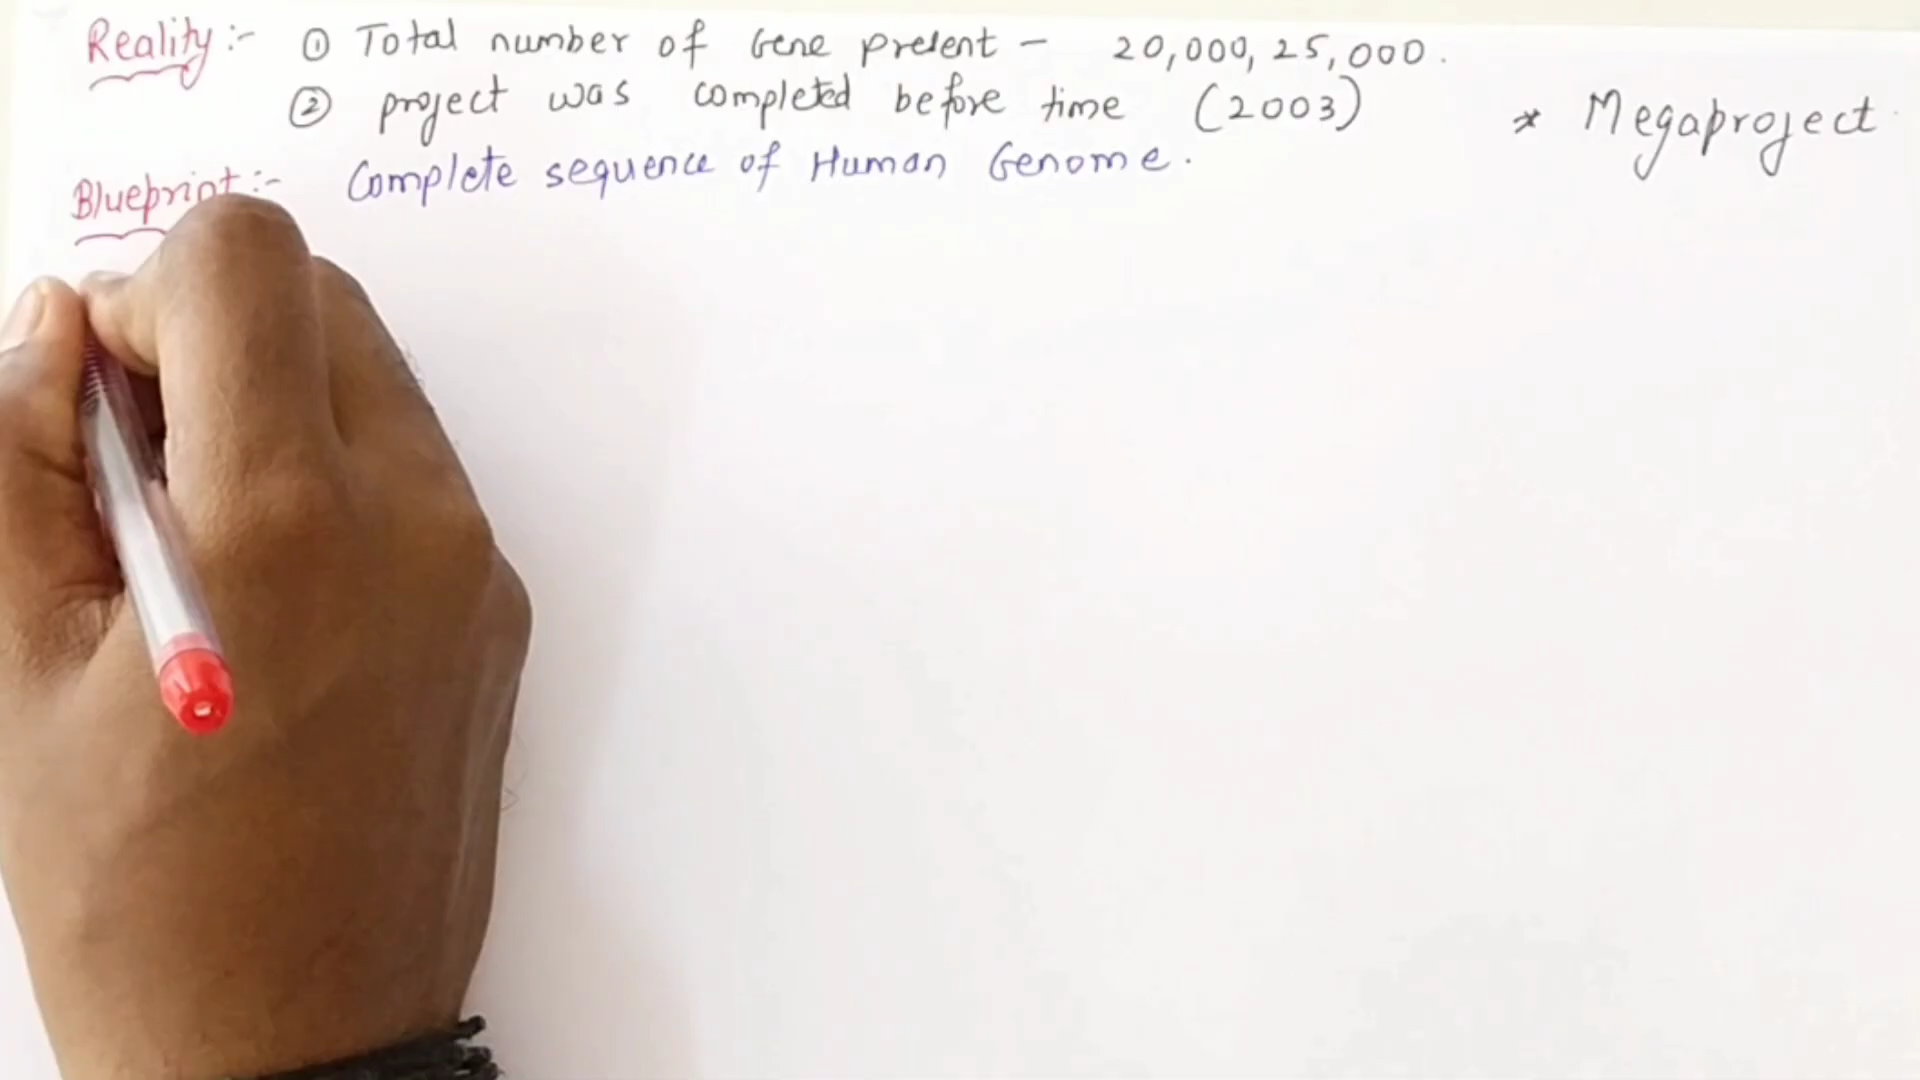 Reality :- ① Total number of Gene present - 20,000, 25,000.
② project was completed before time (2003)
* Megaproject
Blueprint :- Complete sequence of Human Genome.